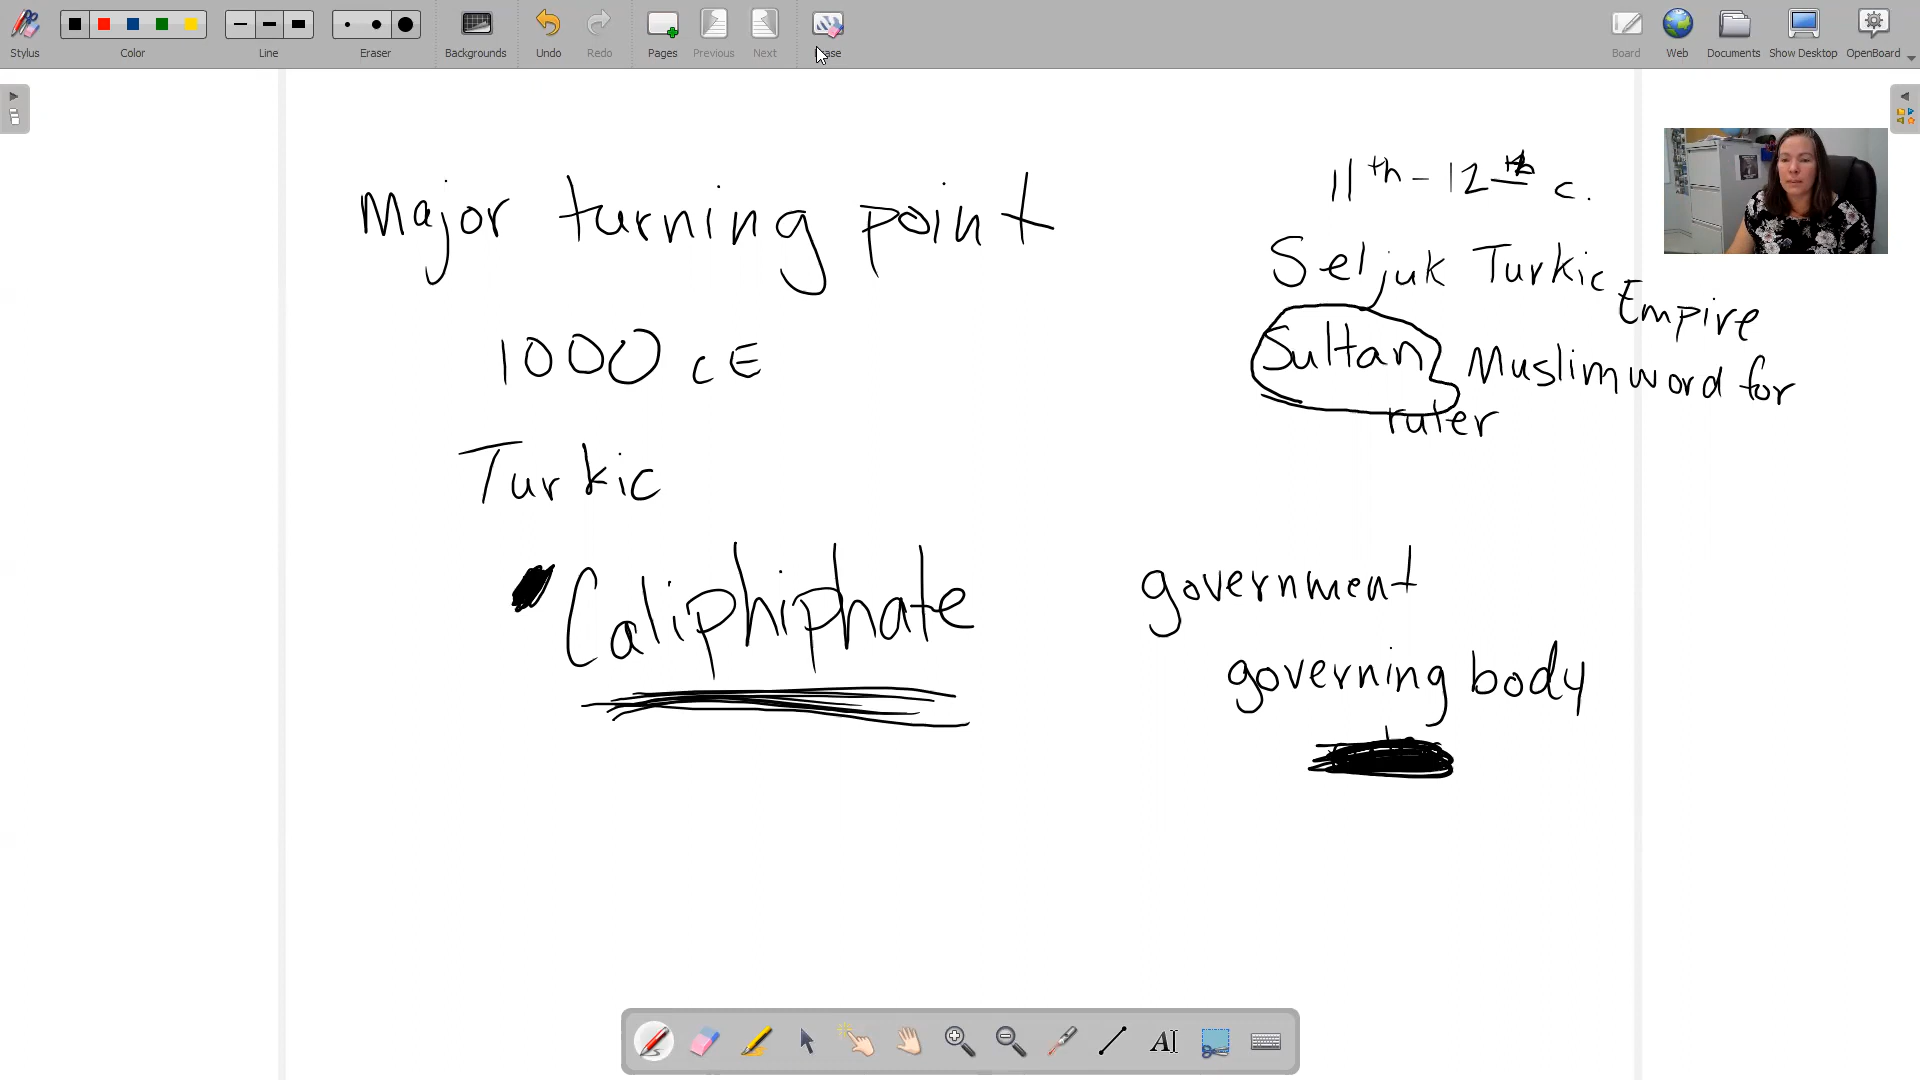 Stylus Color Line Eraser Backgrounds Undo Redo Pages Previous Next Board Web Documents Show Desktop OpenBoard
Major turning point
1000 CE
Turkic
Caliphiphate
11th - 12th c.
Seljuk Turkic Empire
Sultan Muslim word for
ruler
government
governing body
AI